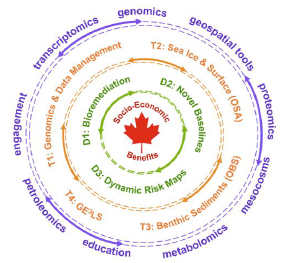 genomics
geospatial tools
proteomics
mesocosms
metabolomics
education
petroleomics
engagement
transcriptomics
T1: Genomics & Data Management
T2: Sea Ice & Surface (OSA)
T3: Benthic Sediments (OBS)
T4: GE³LS
D1: Bioremediation
D2: Novel Baselines
D3: Dynamic Risk Maps
Socio-Economic
Benefits